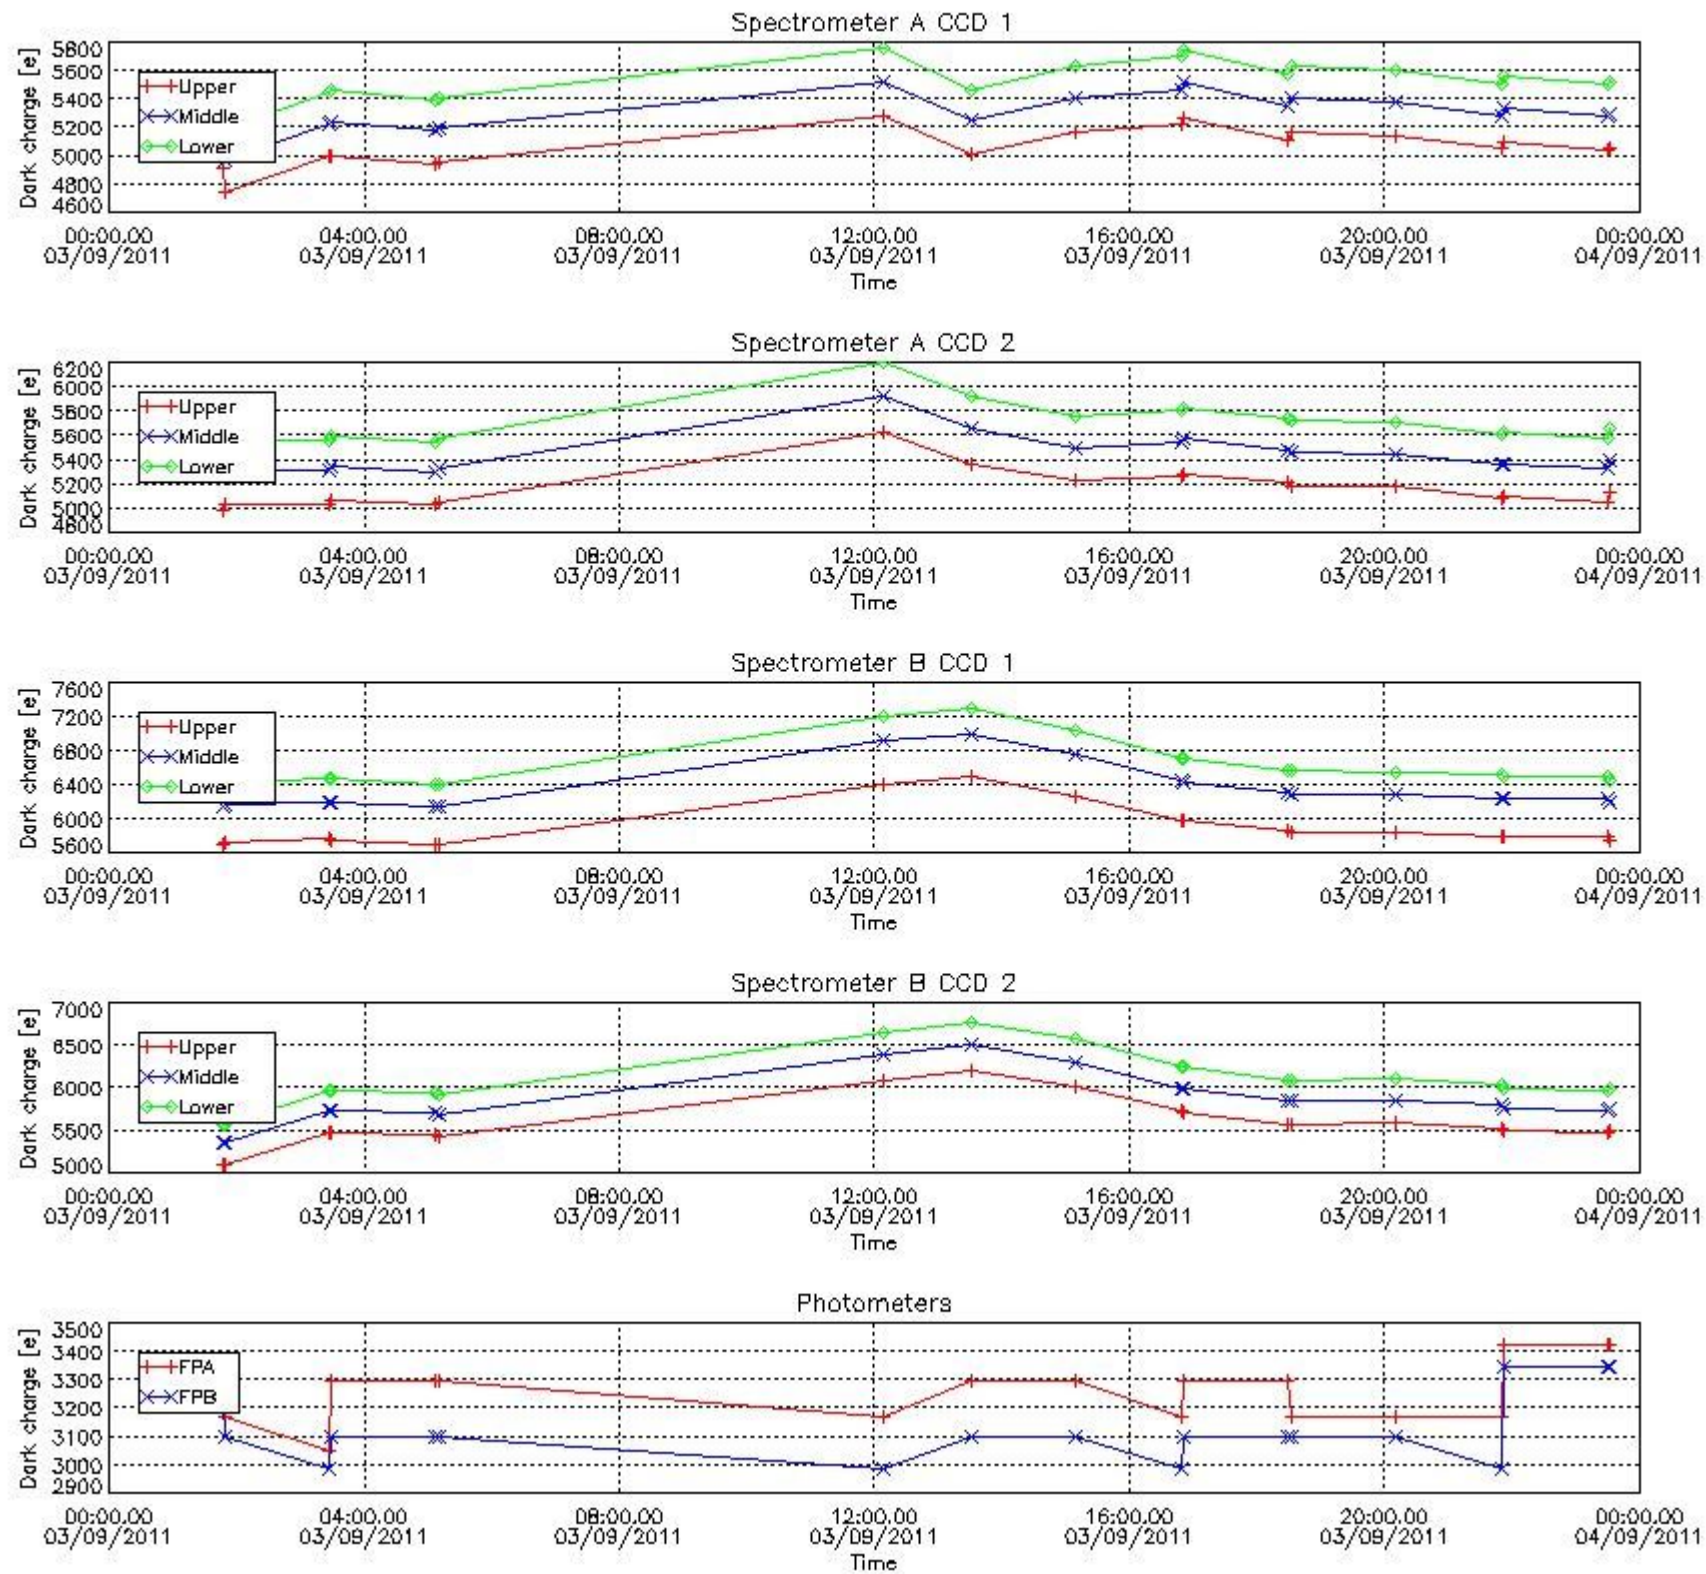 Spectrometer A CCD 1
Dark charge [e]
5800
5600
5400
5200
5000
4800
4600
Upper
Middle
Lower
00:00.00 04:00.00 08:00.00 12:00.00 16:00.00 20:00.00 00:00.00
03/09/2011 03/09/2011 03/09/2011 03/09/2011 03/09/2011 03/09/2011 04/09/2011
Time
Spectrometer A CCD 2
Dark charge [e]
6200
6000
5800
5600
5400
5200
5000
4800
Upper
Middle
Lower
00:00.00 04:00.00 08:00.00 12:00.00 16:00.00 20:00.00 00:00.00
03/09/2011 03/09/2011 03/09/2011 03/09/2011 03/09/2011 03/09/2011 04/09/2011
Time
Spectrometer B CCD 1
Dark charge [e]
7600
7200
6800
6400
6000
5600
Upper
Middle
Lower
00:00.00 04:00.00 08:00.00 12:00.00 16:00.00 20:00.00 00:00.00
03/09/2011 03/09/2011 03/09/2011 03/09/2011 03/09/2011 03/09/2011 04/09/2011
Time
Spectrometer B CCD 2
Dark charge [e]
7000
6500
6000
5500
5000
Upper
Middle
Lower
00:00.00 04:00.00 08:00.00 12:00.00 16:00.00 20:00.00 00:00.00
03/09/2011 03/09/2011 03/09/2011 03/09/2011 03/09/2011 03/09/2011 04/09/2011
Time
Photometers
Dark charge [e]
3500
3400
3300
3200
3100
3000
2900
FPA
FPB
00:00.00 04:00.00 08:00.00 12:00.00 16:00.00 20:00.00 00:00.00
03/09/2011 03/09/2011 03/09/2011 03/09/2011 03/09/2011 03/09/2011 04/09/2011
Time